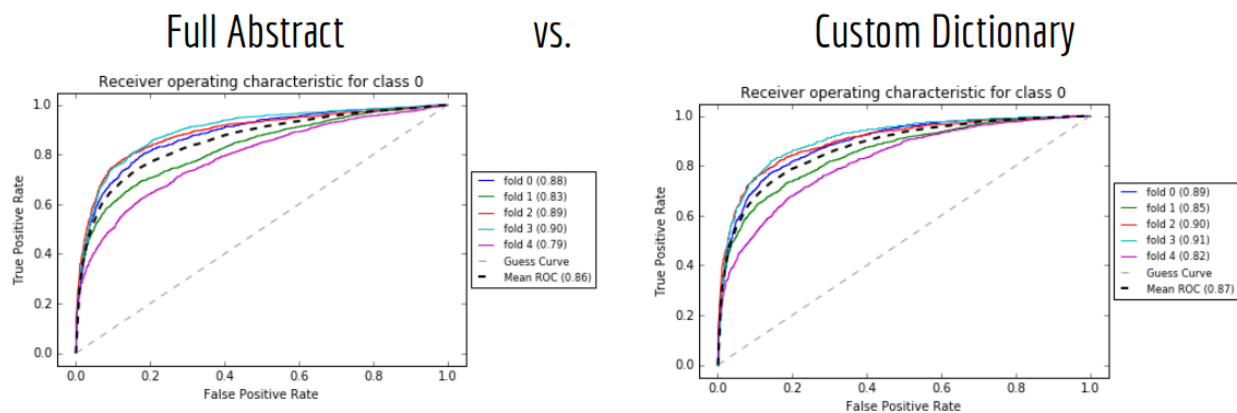 Full Abstract vs. Custom Dictionary
Receiver operating characteristic for class 0
True Positive Rate
1.0
0.8
0.6
0.4
0.2
0.0
0.0 0.2 0.4 0.6 0.8 1.0
False Positive Rate
fold 0 (0.88)
fold 1 (0.83)
fold 2 (0.89)
fold 3 (0.90)
fold 4 (0.79)
Guess Curve
Mean ROC (0.86)
Receiver operating characteristic for class 0
True Positive Rate
1.0
0.8
0.6
0.4
0.2
0.0
0.0 0.2 0.4 0.6 0.8 1.0
False Positive Rate
fold 0 (0.89)
fold 1 (0.85)
fold 2 (0.90)
fold 3 (0.91)
fold 4 (0.82)
Guess Curve
Mean ROC (0.87)